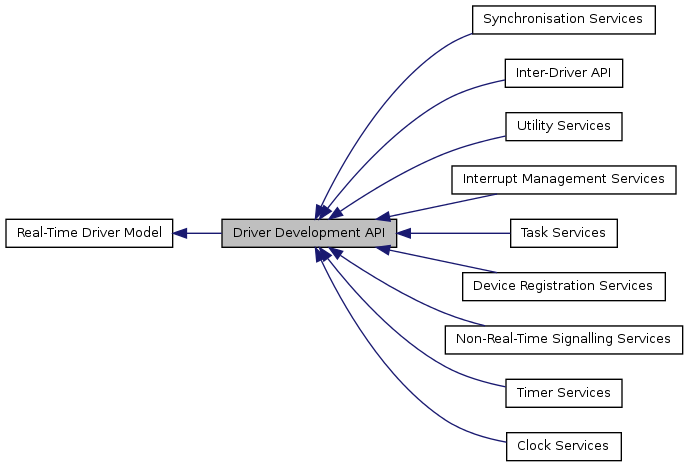 Synchronisation Services
Inter-Driver API
Utility Services
Interrupt Management Services
Real-Time Driver Model
Driver Development API
Task Services
Device Registration Services
Non-Real-Time Signalling Services
Timer Services
Clock Services